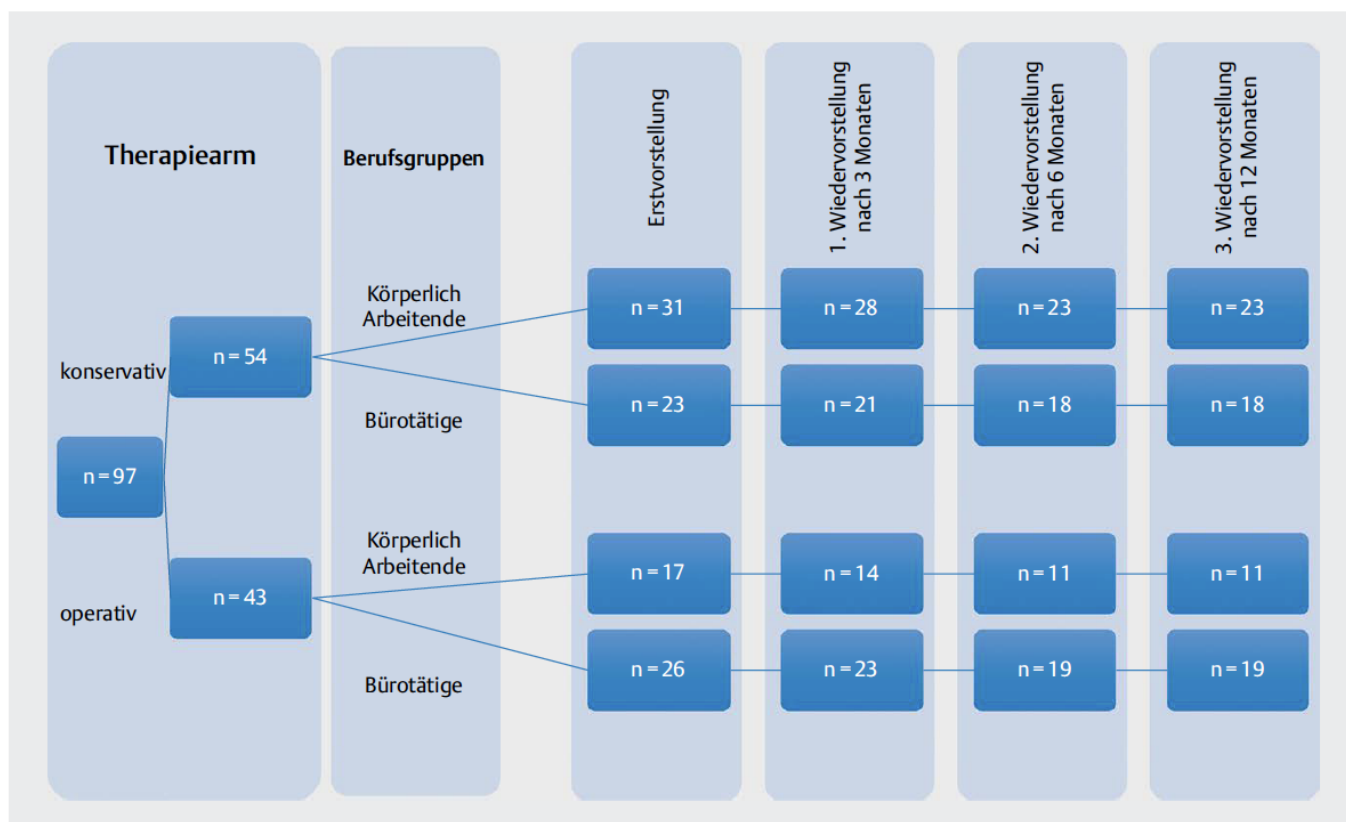 Therapiearm
Berufsgruppen
Erstvorstellung
1. Wiedervorstellung
nach 3 Monaten
2. Wiedervorstellung
nach 6 Monaten
3. Wiedervorstellung
nach 12 Monaten
n = 97
konservativ
n = 54
Körperlich
Arbeitende
n = 31
n = 28
n = 23
n = 23
Bürotätige
n = 23
n = 21
n = 18
n = 18
operativ
n = 43
Körperlich
Arbeitende
n = 17
n = 14
n = 11
n = 11
Bürotätige
n = 26
n = 23
n = 19
n = 19